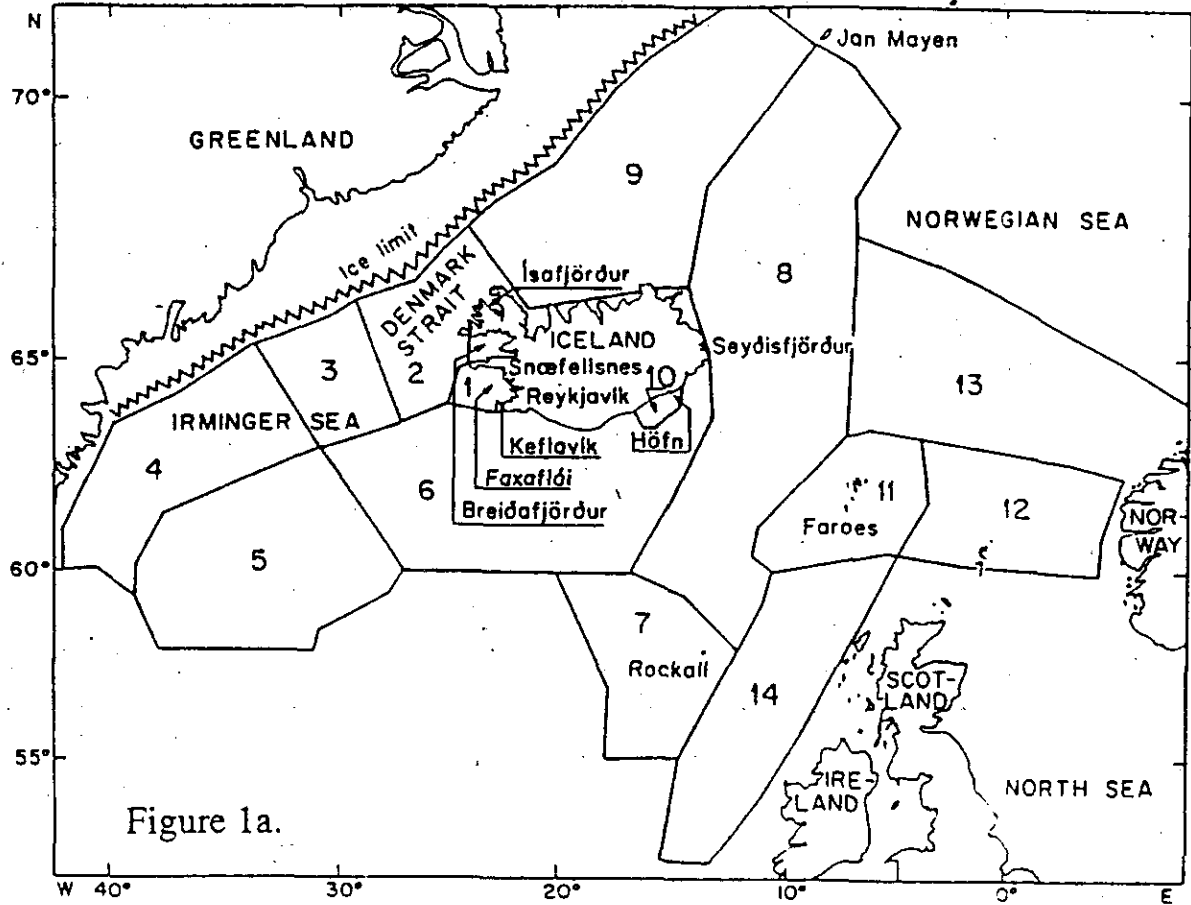 N
Jan Mayen
70°
GREENLAND
9
NORWEGIAN SEA
Ice limit
8
DENMARK
STRAIT
Ísafjörður
ICELAND
65°
Seyðisfjörður
3
2
Snæfellsnes
1
10
Reykjavík
13
IRMINGER SEA
Keflavík
Höfn
4
6
Faxaflói
11
Breiðafjörður
Faroes
12
NOR-
WAY
5
60°
7
Rockall
14
SCOT-
LAND
55°
IRE-
LAND
NORTH SEA
Figure 1a.
W 40° 30° 20° 10° 0° E